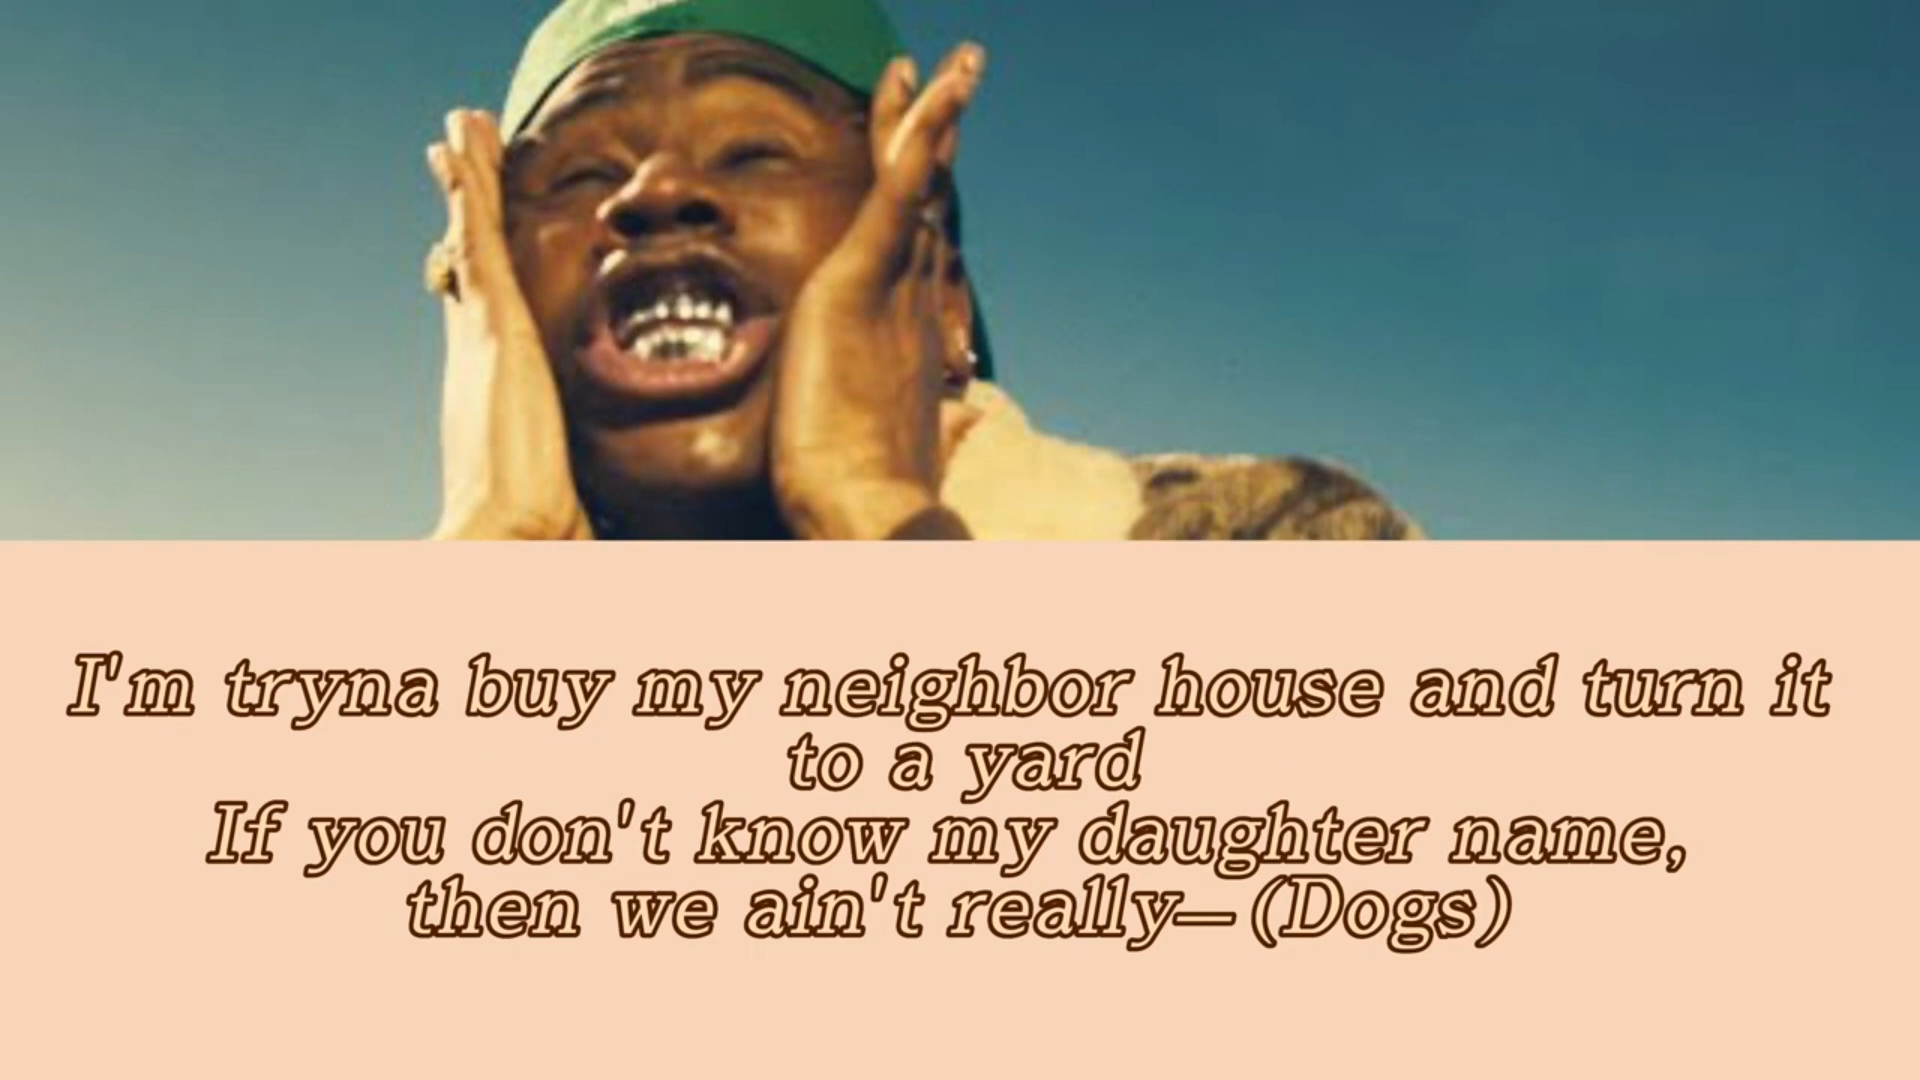 I'm tryna buy my neighbor house and turn it
to a yard
If you don't know my daughter name,
then we ain't really—(Dogs)